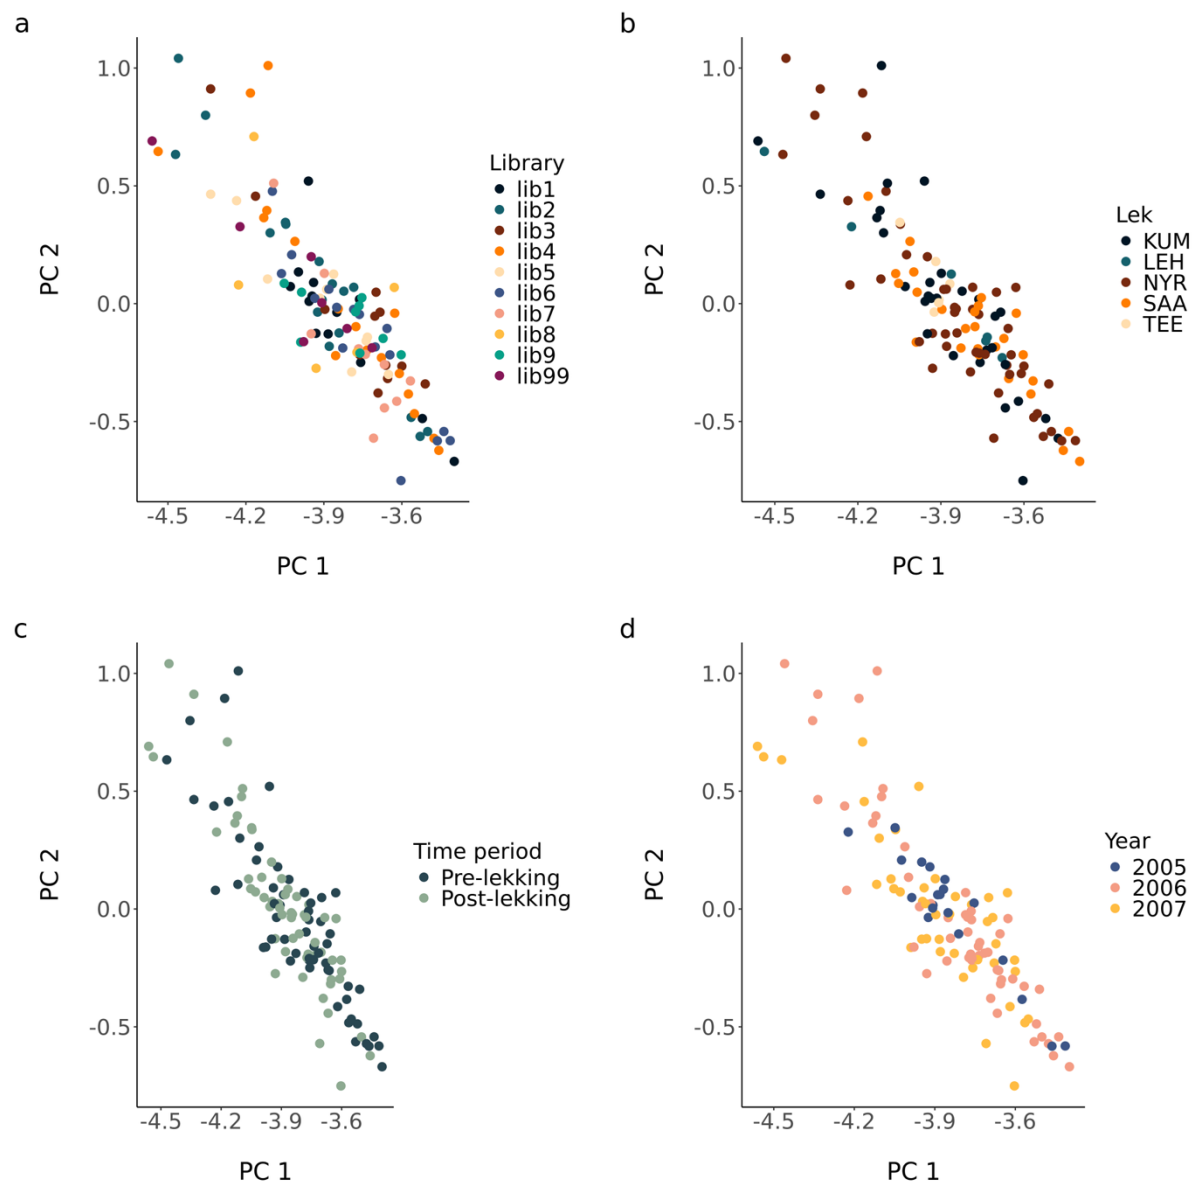 a
1.0
0.5
0.0
-0.5
PC 2
-4.5 -4.2 -3.9 -3.6
PC 1
Library
lib1
lib2
lib3
lib4
lib5
lib6
lib7
lib8
lib9
lib99
b
1.0
0.5
0.0
-0.5
PC 2
-4.5 -4.2 -3.9 -3.6
PC 1
Lek
KUM
LEH
NYR
SAA
TEE
c
1.0
0.5
0.0
-0.5
PC 2
-4.5 -4.2 -3.9 -3.6
PC 1
Time period
Pre-lekking
Post-lekking
d
1.0
0.5
0.0
-0.5
PC 2
-4.5 -4.2 -3.9 -3.6
PC 1
Year
2005
2006
2007